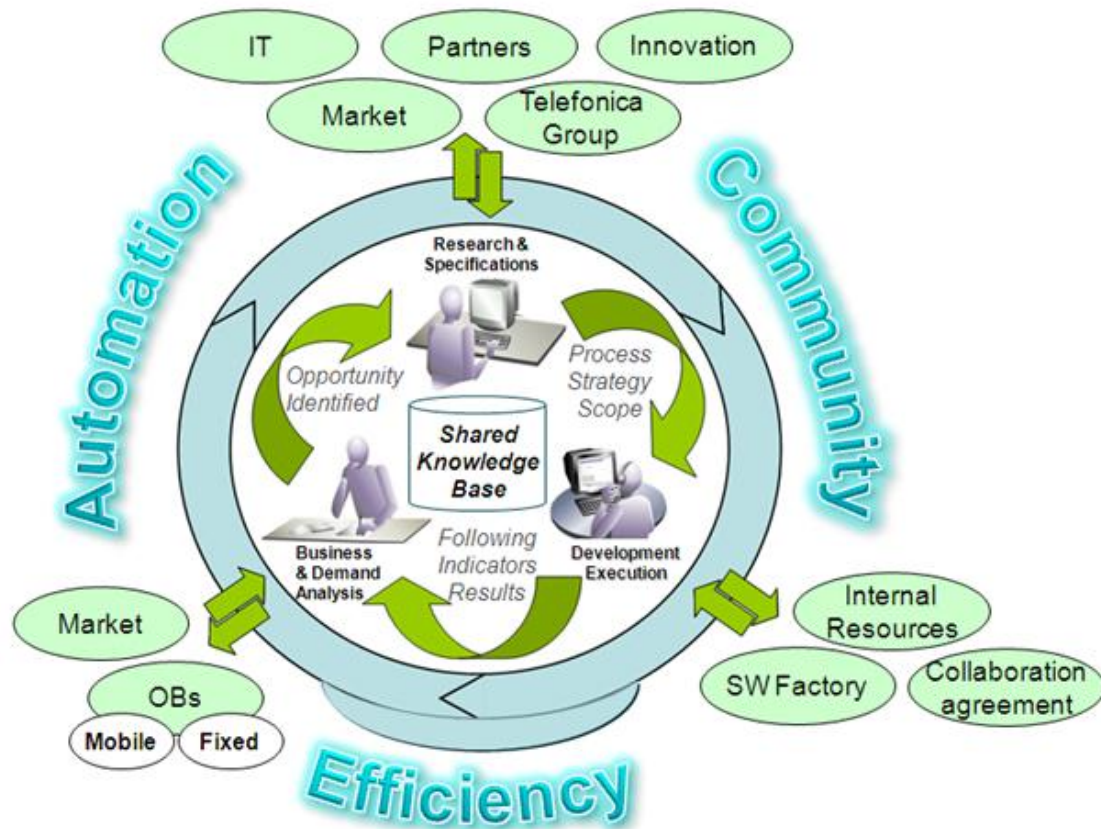 IT
Partners
Innovation
Market
Telefonica
Group
Automation
Community
Research &
Specifications
Opportunity
Identified
Process
Strategy
Scope
Shared
Knowledge
Base
Business
& Demand
Analysis
Following
Indicators
Results
Development
Execution
Market
OBs
Mobile
Fixed
Internal
Resources
SW Factory
Collaboration
agreement
Efficiency